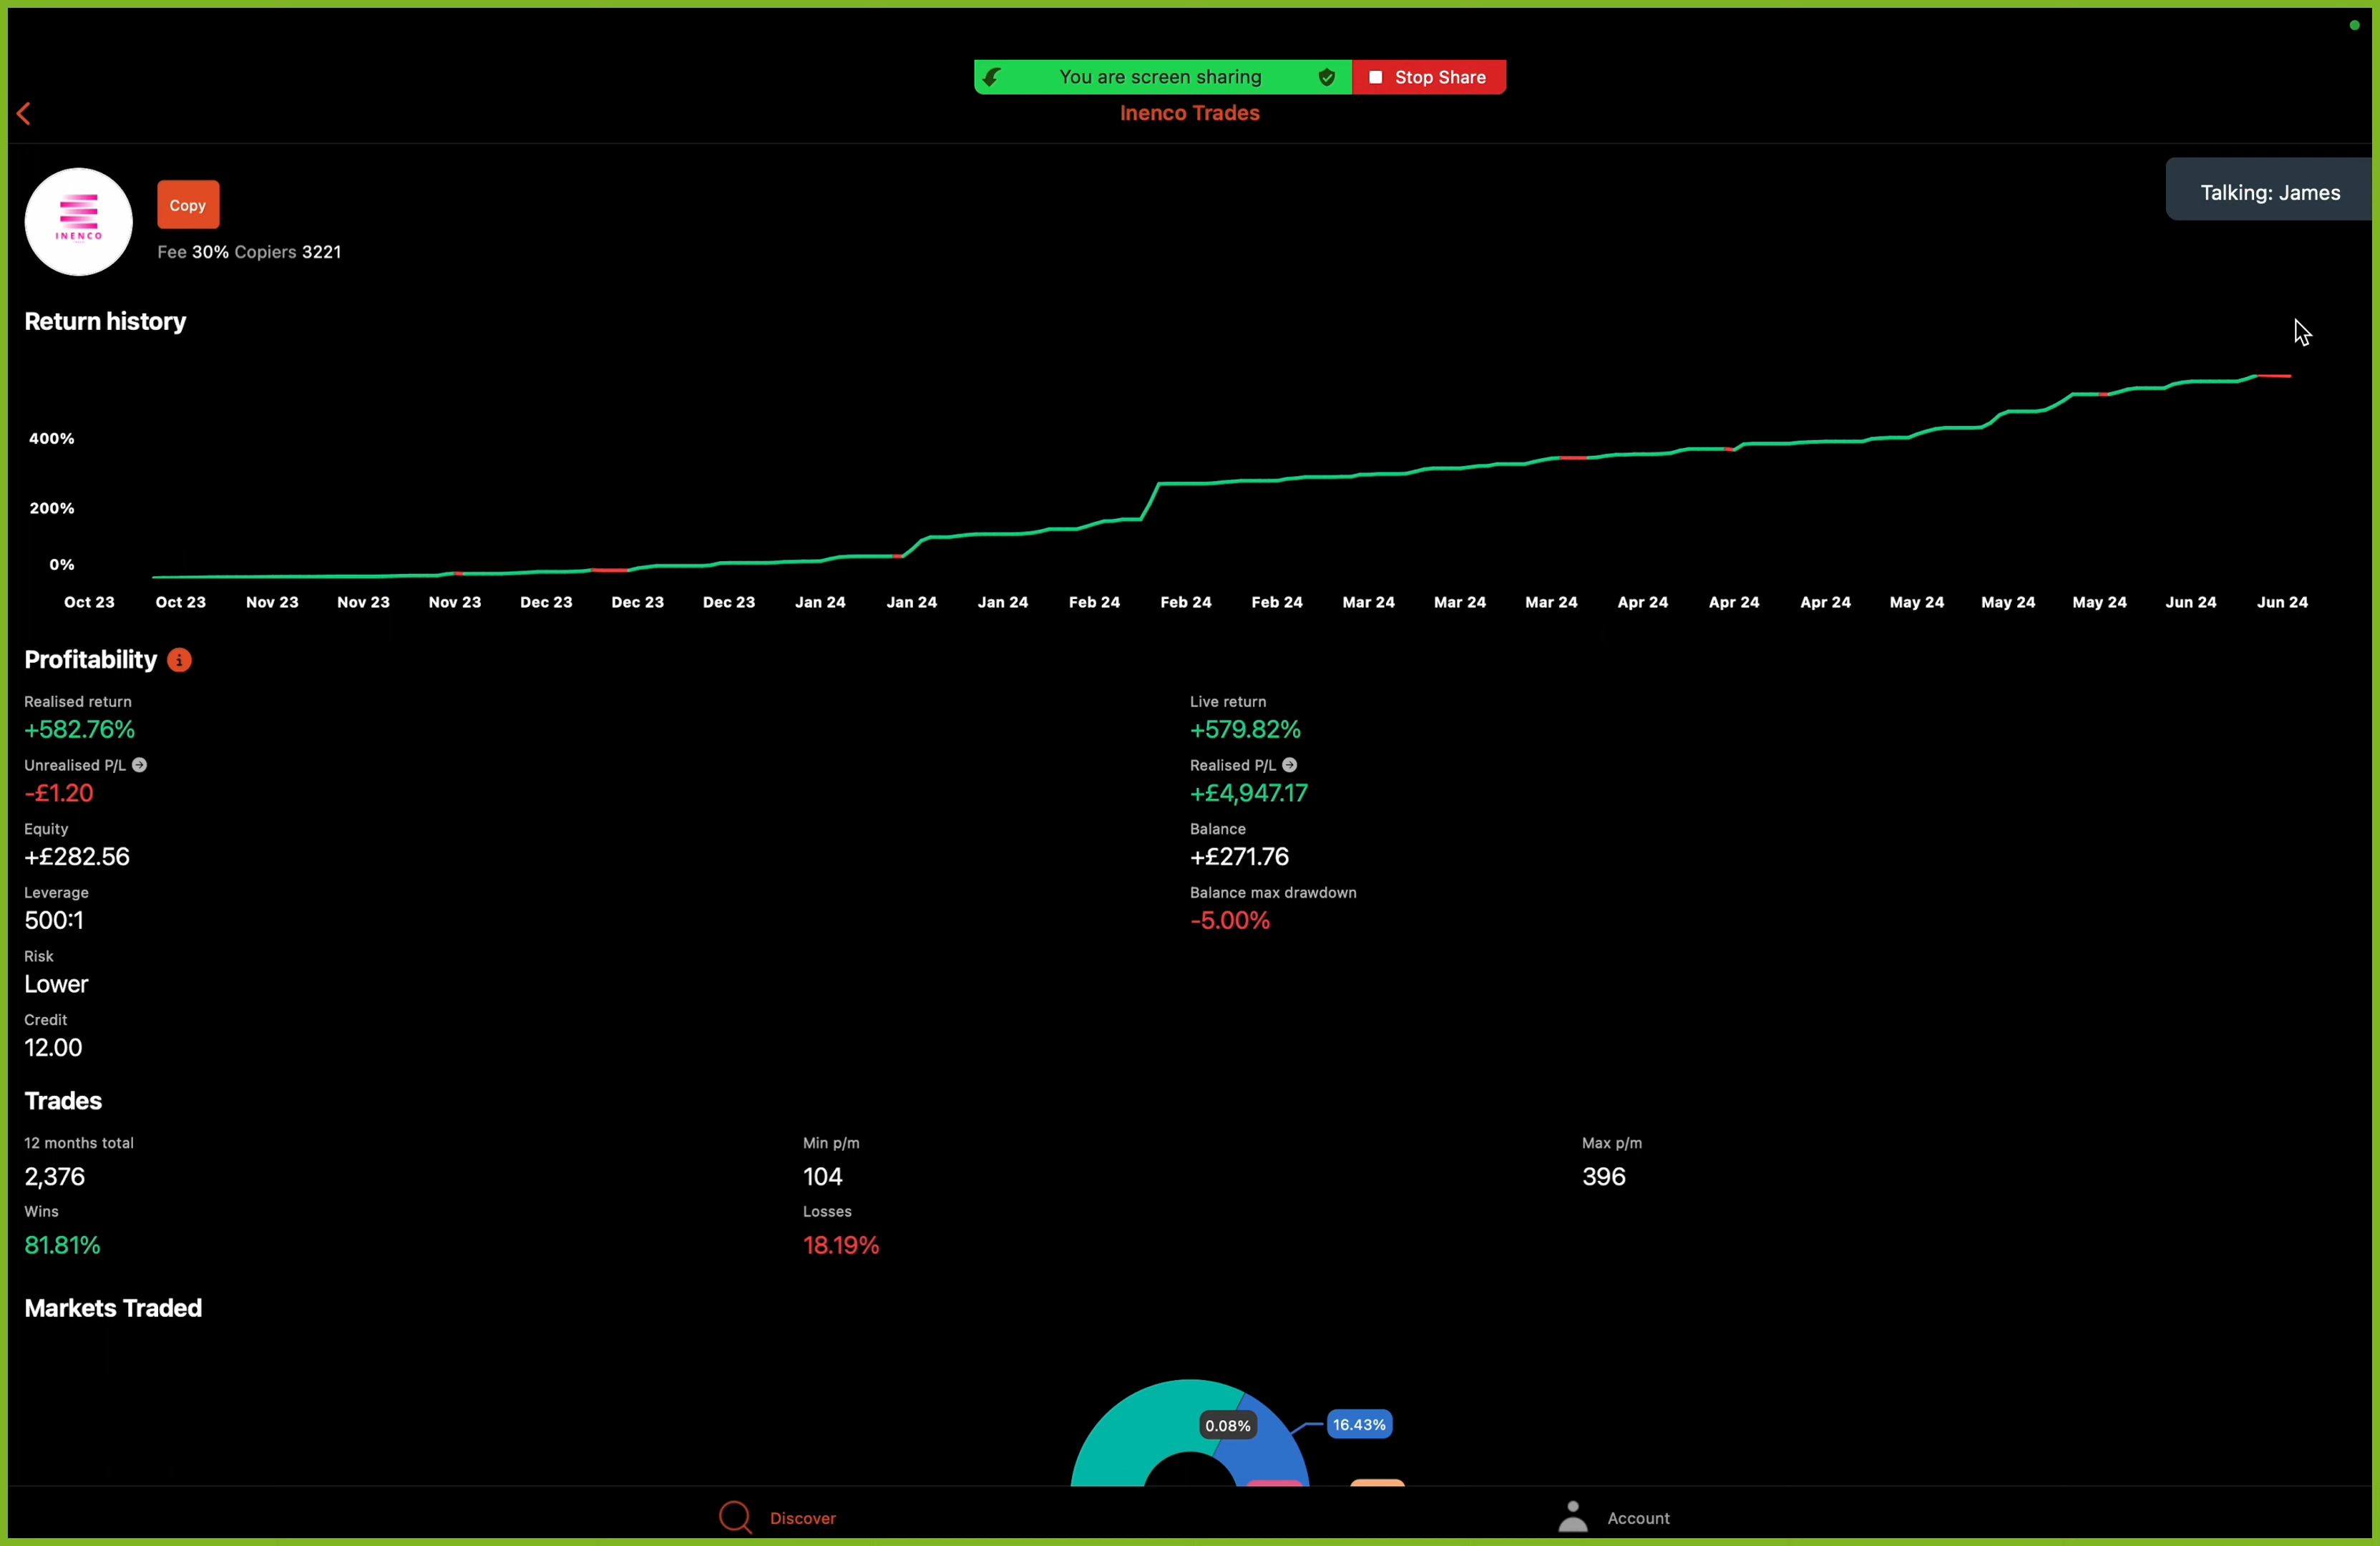 You are screen sharing
Stop Share
Inenco Trades
Talking: James
INENCO
Copy
Fee 30% Copiers 3221
Return history
400%
200%
0%
Oct 23 Oct 23 Nov 23 Nov 23 Nov 23 Dec 23 Dec 23 Dec 23 Jan 24 Jan 24 Jan 24 Feb 24 Feb 24 Feb 24 Mar 24 Mar 24 Mar 24 Apr 24 Apr 24 Apr 24 May 24 May 24 May 24 Jun 24 Jun 24
Profitability
Realised return
+582.76%
Live return
+579.82%
Unrealised P/L
-£1.20
Realised P/L
+£4,947.17
Equity
+£282.56
Balance
+£271.76
Leverage
500:1
Balance max drawdown
-5.00%
Risk
Lower
Credit
12.00
Trades
12 months total
2,376
Min p/m
104
Max p/m
396
Wins
81.81%
Losses
18.19%
Markets Traded
0.08%
16.43%
Discover
Account